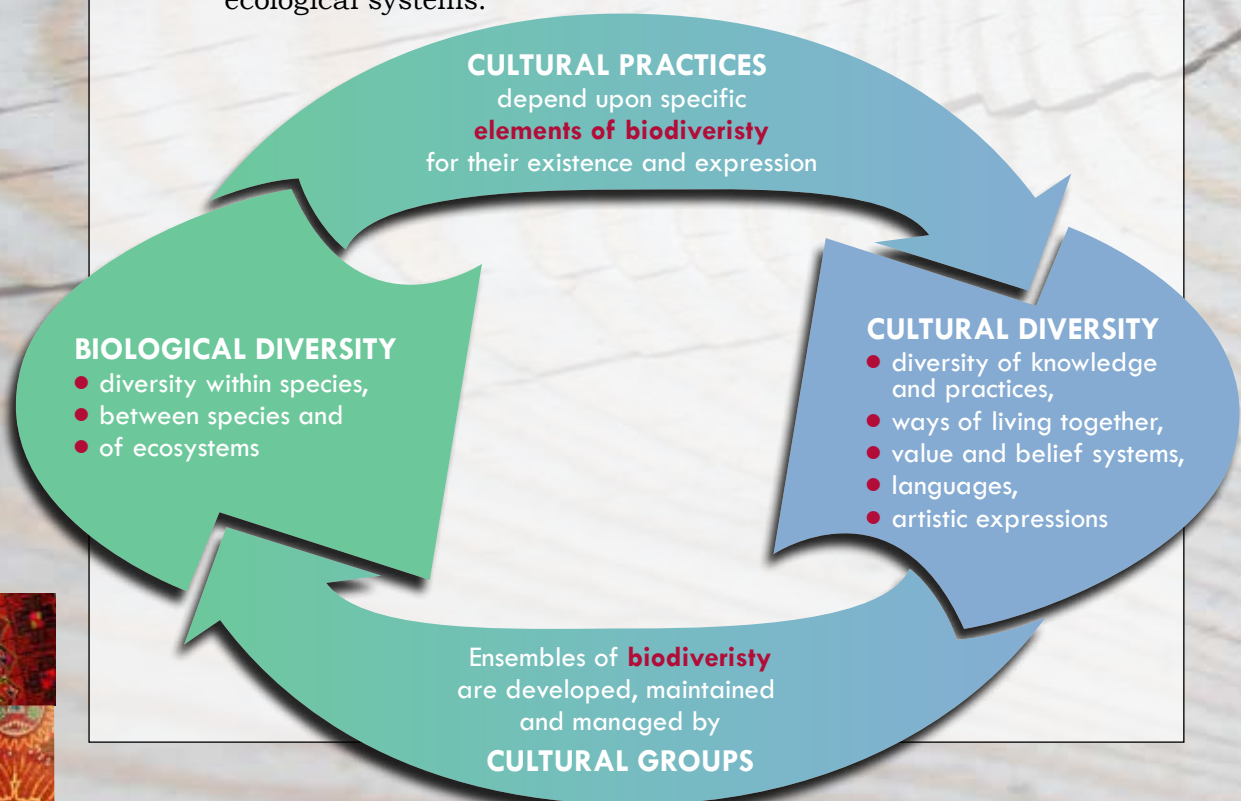 ecological systems.
CULTURAL PRACTICES
depend upon specific
elements of biodiveristy
for their existence and expression
BIOLOGICAL DIVERSITY
● diversity within species,
● between species and
● of ecosystems
CULTURAL DIVERSITY
● diversity of knowledge
and practices,
● ways of living together,
● value and belief systems,
● languages,
● artistic expressions
Ensembles of biodiveristy
are developed, maintained
and managed by
CULTURAL GROUPS